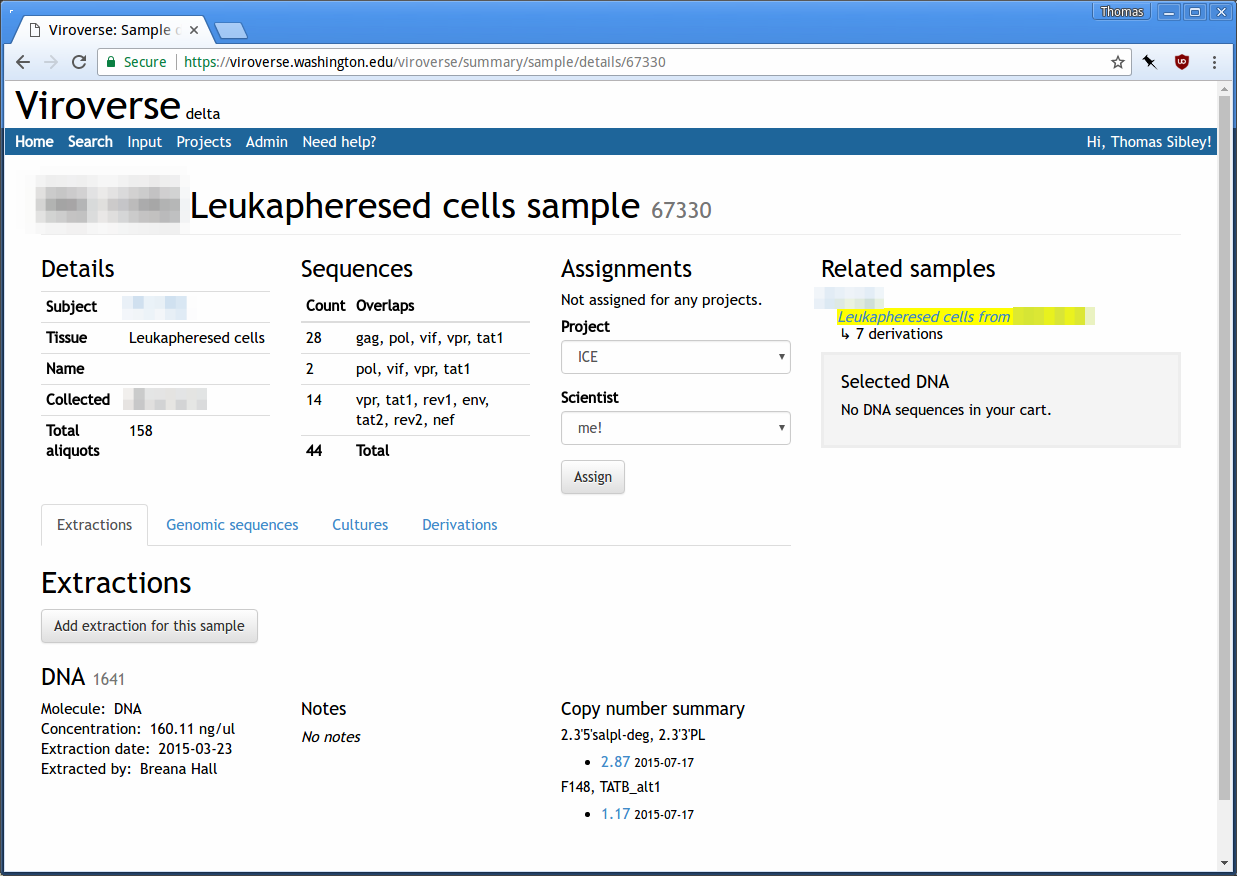 Thomas
Viroverse: Sample
Secure https://viroverse.washington.edu/viroverse/summary/sample/details/67330
Viroverse delta
Home Search Input Projects Admin Need help? Hi, Thomas Sibley!
Leukapheresed cells sample 67330
Details
Subject
Tissue Leukapheresed cells
Name
Collected
Total aliquots 158
Sequences
Count Overlaps
28 gag, pol, vif, vpr, tat1
2 pol, vif, vpr, tat1
14 vpr, tat1, rev1, env,
tat2, rev2, nef
44 Total
Assignments
Not assigned for any projects.
Project
ICE
Scientist
me!
Assign
Related samples
Leukapheresed cells from
↳ 7 derivations
Selected DNA
No DNA sequences in your cart.
Extractions Genomic sequences Cultures Derivations
Extractions
Add extraction for this sample
DNA 1641
Molecule: DNA
Concentration: 160.11 ng/ul
Extraction date: 2015-03-23
Extracted by: Breana Hall
Notes
No notes
Copy number summary
2.3'5'salpl-deg, 2.3'3'PL
• 2.87 2015-07-17
F148, TATB_alt1
• 1.17 2015-07-17